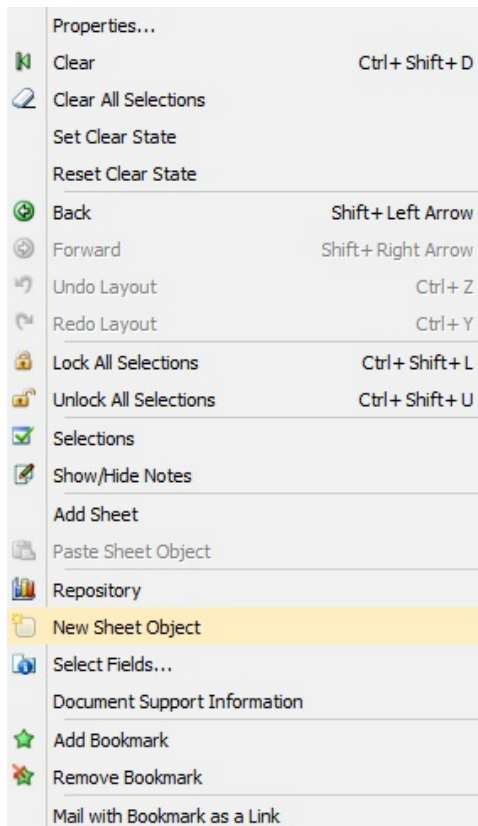 Properties...
Clear Ctrl+Shift+D
Clear All Selections
Set Clear State
Reset Clear State
Back Shift+Left Arrow
Forward Shift+Right Arrow
Undo Layout Ctrl+Z
Redo Layout Ctrl+Y
Lock All Selections Ctrl+Shift+L
Unlock All Selections Ctrl+Shift+U
Selections
Show/Hide Notes
Add Sheet
Paste Sheet Object
Repository
New Sheet Object
Select Fields...
Document Support Information
Add Bookmark
Remove Bookmark
Mail with Bookmark as a Link